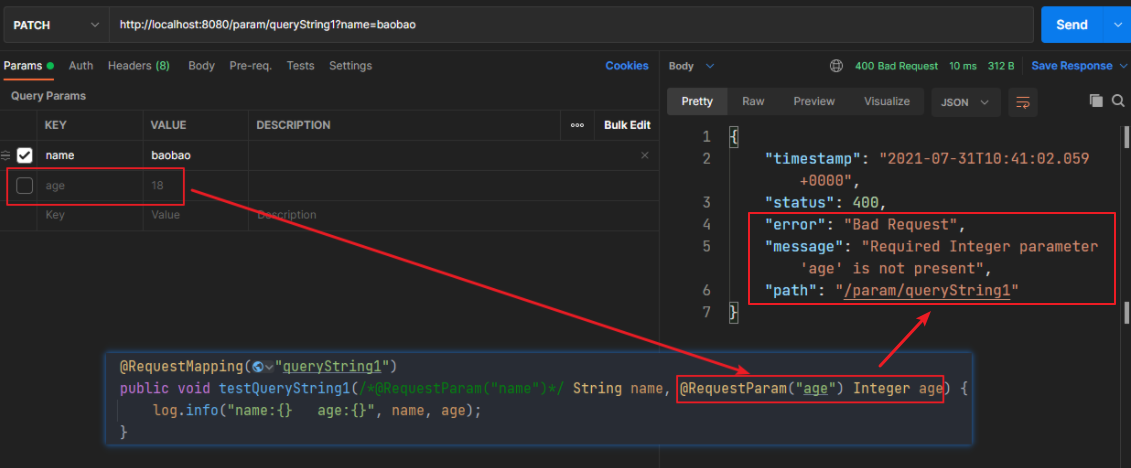 PATCH
http://localhost:8080/param/queryString1?name=baobao
Send
Params Auth Headers (8) Body Pre-req. Tests Settings Cookies
Query Params
KEY VALUE DESCRIPTION ooo Bulk Edit
name baobao
age 18
Key Value Description
Body 400 Bad Request 10 ms 312 B Save Response
Pretty Raw Preview Visualize JSON
1 {
2 "timestamp": "2021-07-31T10:41:02.059
+0000",
3 "status": 400,
4 "error": "Bad Request",
5 "message": "Required Integer parameter
'age' is not present",
6 "path": "/param/queryString1"
7 }
@RequestMapping("queryString1")
public void testQueryString1(/*@RequestParam("name")*/ String name, @RequestParam("age") Integer age) {
log.info("name:{} age:{}", name, age);
}